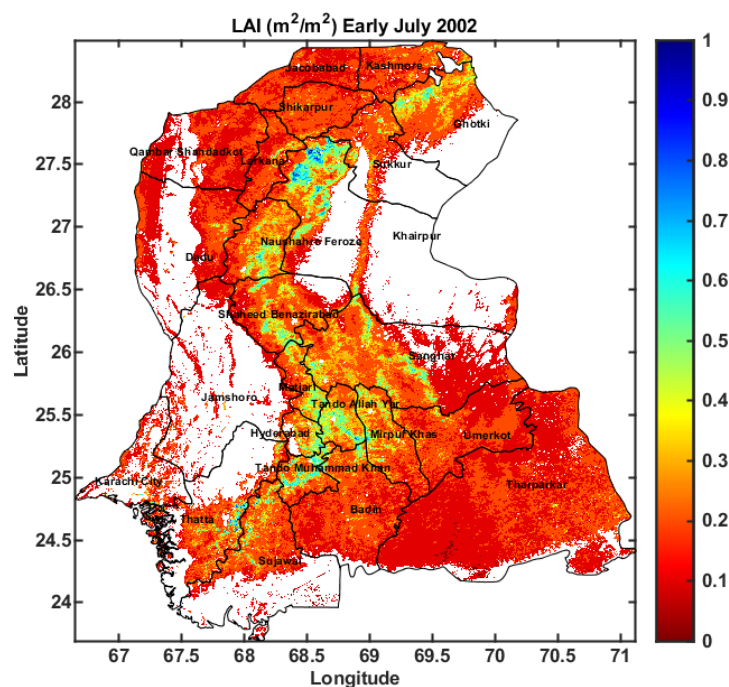 LAI (m²/m²) Early July 2002
Latitude
28
27.5
27
26.5
26
25.5
25
24.5
24
Jacobabad
Kashmore
Shikarpur
Ghotki
Qambar Shandadkot
Larkana
Sukkur
Khairpur
Naushahro Feroze
Dadu
Shaheed Benazirabad
Sanghar
Matiari
Jamshoro
Tando Allah Yar
Hyderabad
Mirpur Khas
Umerkot
Tando Muhammad Khan
Karachi City
Tharparkar
Badin
Thatta
Sujawal
67 67.5 68 68.5 69 69.5 70 70.5 71
Longitude
1
0.9
0.8
0.7
0.6
0.5
0.4
0.3
0.2
0.1
0